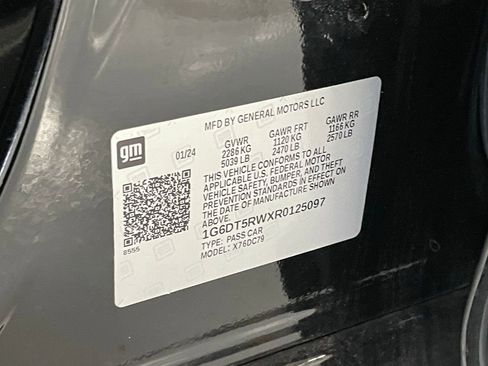 MFD BY GENERAL MOTORS LLC
gm
01/24
GVWR GAWR FRT GAWR RR
2286 KG 1120 KG 1166 KG
5039 LB 2470 LB 2570 LB
THIS VEHICLE CONFORMS TO ALL
APPLICABLE U.S. FEDERAL MOTOR
VEHICLE SAFETY, BUMPER, AND THEFT
PREVENTION STANDARDS IN EFFECT ON
THE DATE OF MANUFACTURE SHOWN
ABOVE.
1G6DT5RWXR0125097
TYPE: PASS CAR
MODEL: X76DC79
8555